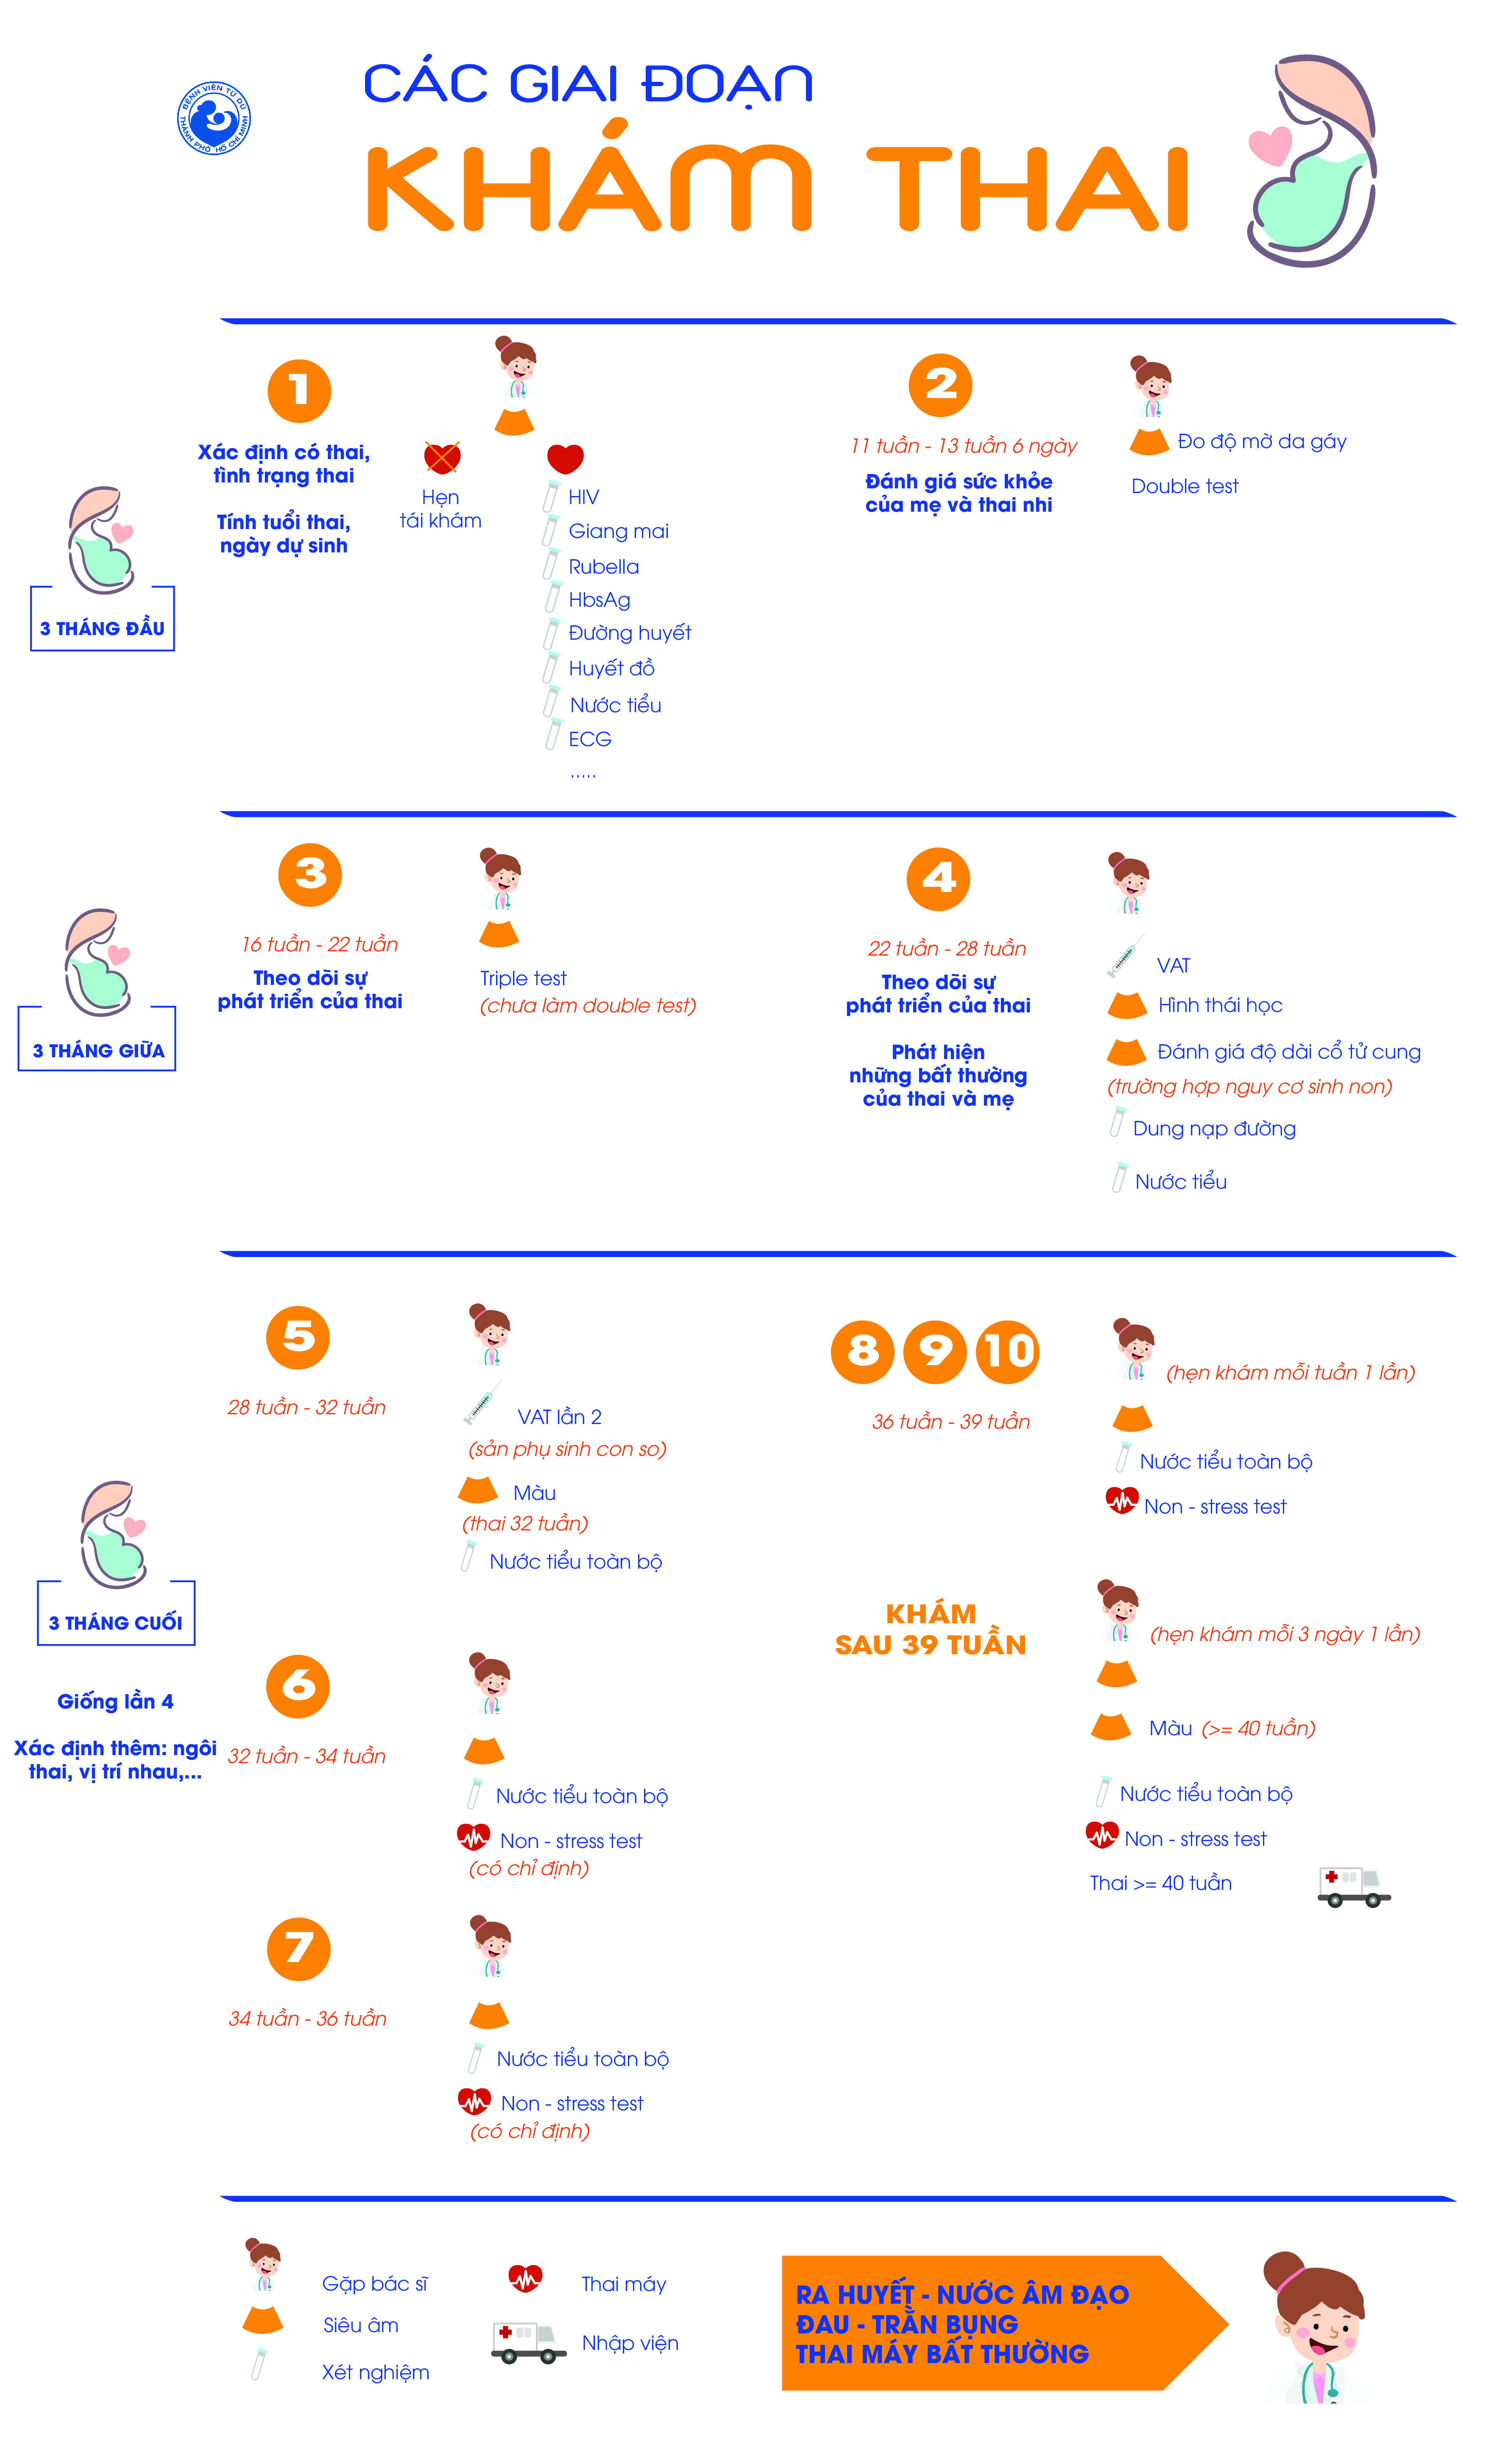 BỆNH VIỆN TỪ DŨ
THÀNH PHỐ HỒ CHÍ MINH
CÁC GIAI ĐOẠN
KHÁM THAI
3 THÁNG ĐẦU
1
Xác định có thai,
tình trạng thai
Tính tuổi thai,
ngày dự sinh
Hẹn
tái khám
HIV
Giang mai
Rubella
HbsAg
Đường huyết
Huyết đồ
Nước tiểu
ECG
.....
2
11 tuần - 13 tuần 6 ngày
Đánh giá sức khỏe
của mẹ và thai nhi
Đo độ mờ da gáy
Double test
3 THÁNG GIỮA
3
16 tuần - 22 tuần
Theo dõi sự
phát triển của thai
Triple test
(chưa làm double test)
4
22 tuần - 28 tuần
Theo dõi sự
phát triển của thai
Phát hiện
những bất thường
của thai và mẹ
VAT
Hình thái học
Đánh giá độ dài cổ tử cung
(trường hợp nguy cơ sinh non)
Dung nạp đường
Nước tiểu
3 THÁNG CUỐI
Giống lần 4
Xác định thêm: ngôi
thai, vị trí nhau,...
5
28 tuần - 32 tuần
VAT lần 2
(sản phụ sinh con so)
Màu
(thai 32 tuần)
Nước tiểu toàn bộ
6
32 tuần - 34 tuần
Nước tiểu toàn bộ
Non - stress test
(có chỉ định)
7
34 tuần - 36 tuần
Nước tiểu toàn bộ
Non - stress test
(có chỉ định)
8 9 10
36 tuần - 39 tuần
(hẹn khám mỗi tuần 1 lần)
Nước tiểu toàn bộ
Non - stress test
KHÁM
SAU 39 TUẦN
(hẹn khám mỗi 3 ngày 1 lần)
Màu (>= 40 tuần)
Nước tiểu toàn bộ
Non - stress test
Thai >= 40 tuần
Gặp bác sĩ
Siêu âm
Xét nghiệm
Thai máy
Nhập viện
RA HUYẾT - NƯỚC ÂM ĐẠO
ĐAU - TRẰN BỤNG
THAI MÁY BẤT THƯỜNG